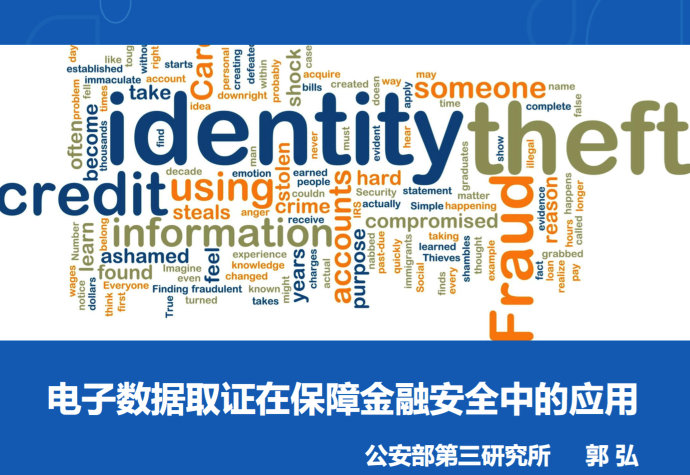 day
like
tough
without
right
starts
Card
personal
creating
defeated
within
probably
shock
case
acquire
bills
created
doesn
way
may
apply
someone
name
false
established
immaculate
account
problem
fell
times
take
idea
downright
never
must
evident
hear
time
complete
identity
theft
often
become
thousands
find
man
stolen
graduates
show
illegal
called
credit
decade
using
emotion
earned
people
couldn
hard
Security
statement
actually
Simple
happening
matter
evidence
reason
happens
longer
steals
anger
crime
receive
IRS
accounts
compromised
Fraud
hours
Number
learn
belong
information
ashamed
feel
experience
knowledge
changed
years
charges
actual
purpose
nabbed
past-due
quickly
immigrants
Social
taking
learned
Thieves
finds
every
shambles
thought
example
grabbed
fact
loan
realize
pay
wages
notice
dollars
found
Imagine
even
Everyone
think
first
Finding fraudulent
known
might
True
turned
takes
电子数据取证在保障金融安全中的应用
公安部第三研究所 郭 弘